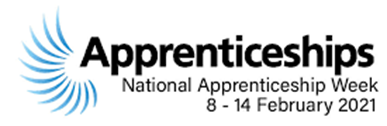 Apprenticeships
National Apprenticeship Week
8 - 14 February 2021